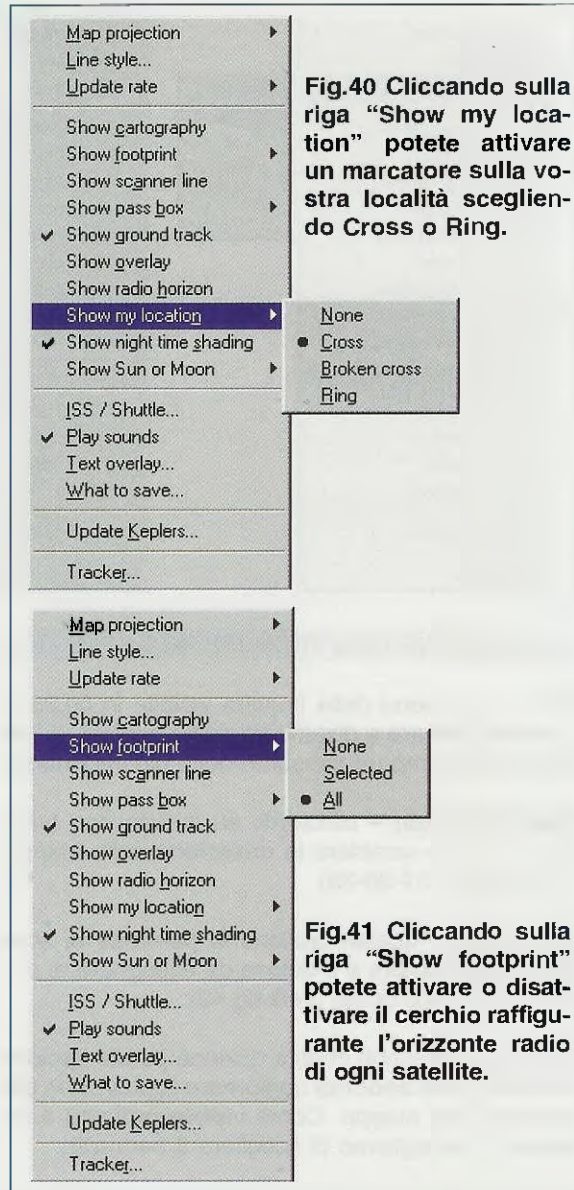 Map projection
Line style...
Update rate
Show cartography
Show footprint
Show scanner line
Show pass box
Show ground track
Show overlay
Show radio horizon
Show my location
Show night time shading
Show Sun or Moon
ISS / Shuttle...
Play sounds
Text overlay...
What to save...
Update Keplers...
Tracker...
None
Cross
Broken cross
Ring
Fig.40 Cliccando sulla
riga “Show my loca-
tion” potete attivare
un marcatore sulla vo-
stra località sceglien-
do Cross o Ring.
Map projection
Line style...
Update rate
Show cartography
Show footprint
Show scanner line
Show pass box
Show ground track
Show overlay
Show radio horizon
Show my location
Show night time shading
Show Sun or Moon
ISS / Shuttle...
Play sounds
Text overlay...
What to save...
Update Keplers...
Tracker...
None
Selected
All
Fig.41 Cliccando sulla
riga “Show footprint”
potete attivare o disat-
tivare il cerchio raffigu-
rante l’orizzonte radio
di ogni satellite.